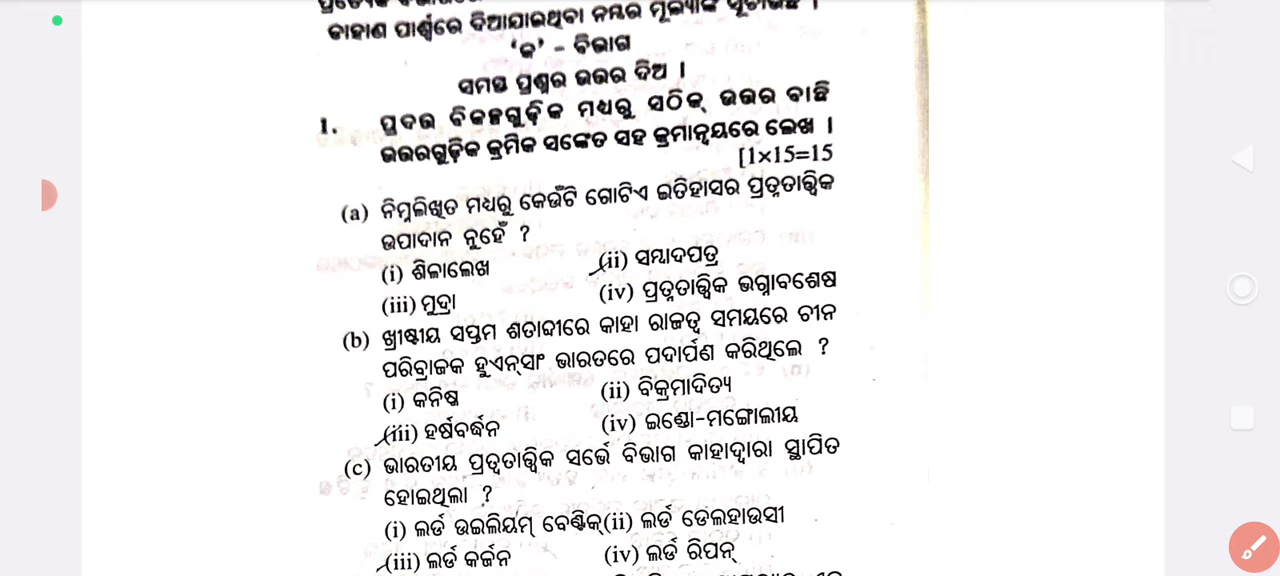 କାହାଣ ପାର୍ଶ୍ୱରେ ଦିଆଯାଇଥିବା ନମ୍ବର ମୂଲ୍ୟାଙ୍କ ସୂଚାଉଛି ।
‘କ’ - ବିଭାଗ
ସମସ୍ତ ପ୍ରଶ୍ନର ଉତ୍ତର ଦିଅ ।
1. ପ୍ରଦତ୍ତ ବିକଳ୍ପଗୁଡ଼ିକ ମଧ୍ୟରୁ ସଠିକ୍ ଉତ୍ତର ବାଛି
ଉତ୍ତରଗୁଡ଼ିକ କ୍ରମିକ ସଙ୍କେତ ସହ କ୍ରମାନ୍ୱୟରେ ଲେଖ ।
[1×15=15
(a) ନିମ୍ନଲିଖିତ ମଧ୍ୟରୁ କେଉଁଟି ଗୋଟିଏ ଇତିହାସର ପ୍ରତ୍ନତାତ୍ତ୍ୱିକ
ଉପାଦାନ ନୁହେଁ ?
(i) ଶିଳାଲେଖ (ii) ସମ୍ବାଦପତ୍ର
(iii) ମୁଦ୍ରା (iv) ପ୍ରତ୍ନତାତ୍ତ୍ୱିକ ଭଗ୍ନାବଶେଷ
(b) ଖ୍ରୀଷ୍ଟୀୟ ସପ୍ତମ ଶତାବ୍ଦୀରେ କାହା ରାଜତ୍ୱ ସମୟରେ ଚୀନ
ପରିବ୍ରାଜକ ହୁଏନ୍‌ସାଂ ଭାରତରେ ପଦାର୍ପଣ କରିଥିଲେ ?
(i) କନିଷ୍କ (ii) ବିକ୍ରମାଦିତ୍ୟ
(iii) ହର୍ଷବର୍ଦ୍ଧନ (iv) ଇଣ୍ଡୋ-ମଙ୍ଗୋଲୀୟ
(c) ଭାରତୀୟ ପ୍ରତ୍ନତାତ୍ତ୍ୱିକ ସର୍ଭେ ବିଭାଗ କାହାଦ୍ୱାରା ସ୍ଥାପିତ
ହୋଇଥିଲା ?
(i) ଲର୍ଡ ଉଇଲିୟମ୍ ବେଣ୍ଟିକ୍ (ii) ଲର୍ଡ ଡେଲହାଉସୀ
(iii) ଲର୍ଡ କର୍ଜନ (iv) ଲର୍ଡ ରିପନ୍